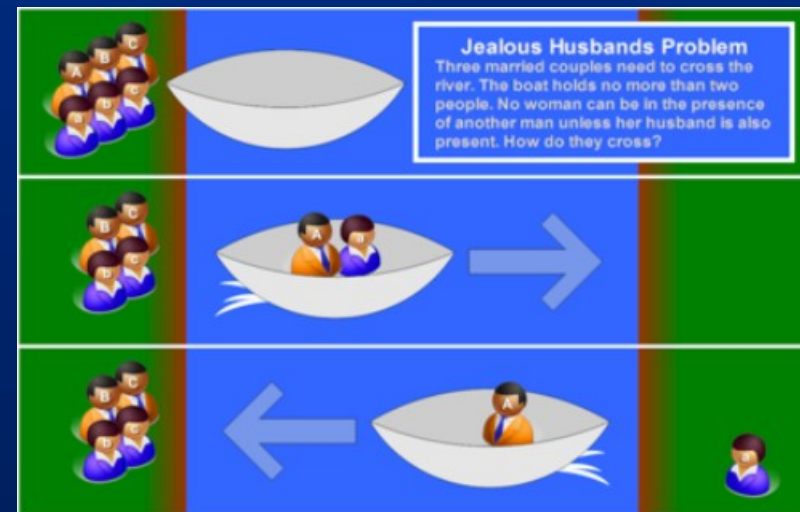 Jealous Husbands Problem
Three married couples need to cross the
river. The boat holds no more than two
people. No woman can be in the presence
of another man unless her husband is also
present. How do they cross?
A B C
a b c
B C
b c
A a
B C
b c
A
a